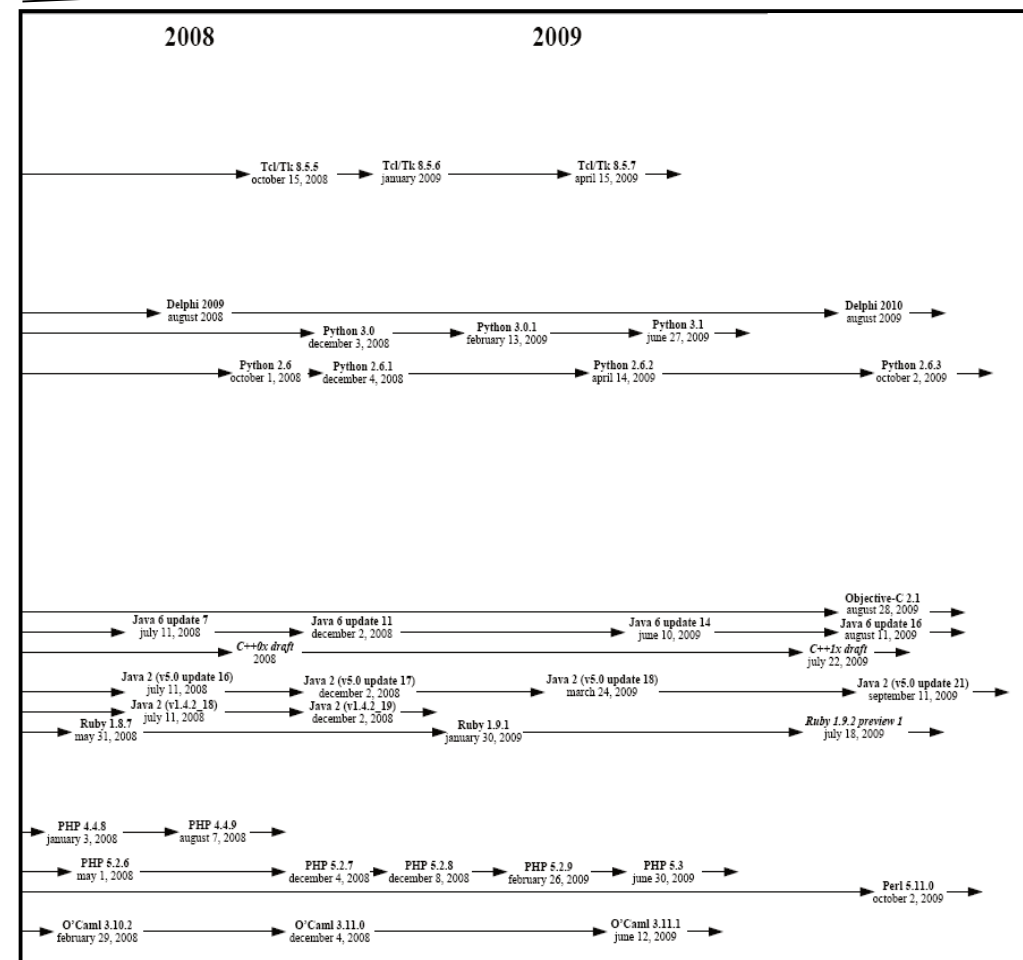 2008 2009
Tcl/Tk 8.5.5 Tcl/Tk 8.5.6 Tcl/Tk 8.5.7
october 15, 2008 january 2009 april 15, 2009
Delphi 2009 Delphi 2010
august 2008 august 2009
Python 3.0 Python 3.0.1 Python 3.1
december 3, 2008 february 13, 2009 june 27, 2009
Python 2.6 Python 2.6.1 Python 2.6.2 Python 2.6.3
october 1, 2008 december 4, 2008 april 14, 2009 october 2, 2009
Objective-C 2.1
august 28, 2009
Java 6 update 7 Java 6 update 11 Java 6 update 14 Java 6 update 16
july 11, 2008 december 2, 2008 june 10, 2009 august 11, 2009
C++0x draft C++1x draft
2008 july 22, 2009
Java 2 (v5.0 update 16) Java 2 (v5.0 update 17) Java 2 (v5.0 update 18) Java 2 (v5.0 update 21)
july 11, 2008 december 2, 2008 march 24, 2009 september 11, 2009
Java 2 (v1.4.2_18) Java 2 (v1.4.2_19)
july 11, 2008 december 2, 2008
Ruby 1.8.7 Ruby 1.9.1 Ruby 1.9.2 preview 1
may 31, 2008 january 30, 2009 july 18, 2009
PHP 4.4.8 PHP 4.4.9
january 3, 2008 august 7, 2008
PHP 5.2.6 PHP 5.2.7 PHP 5.2.8 PHP 5.2.9 PHP 5.3
may 1, 2008 december 4, 2008 december 8, 2008 february 26, 2009 june 30, 2009
Perl 5.11.0
october 2, 2009
O'Caml 3.10.2 O'Caml 3.11.0 O'Caml 3.11.1
february 29, 2008 december 4, 2008 june 12, 2009